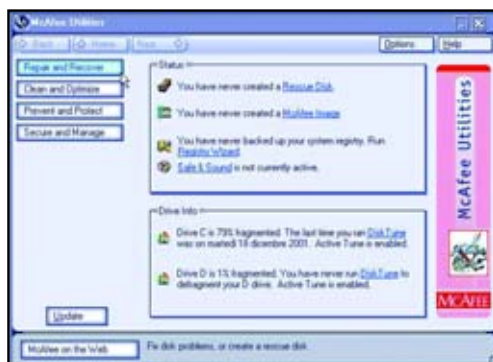 McAfee Utilities
Back Home Next
Options Help
Repair and Recover
Clean and Optimize
Prevent and Protect
Secure and Manage
Status
You have never created a Rescue Disk.
You have never created a McAfee Image
You have never backed up your system registry. Run
Registry Wizard.
Safe & Sound is not currently active.
Drive Info
Drive C is 79% fragmented. The last time you ran DiskTune
was on martedì 18 dicembre 2001. Active Tune is enabled.
Drive D is 1% fragmented. You have never run DiskTune to
defragment your D drive. Active Tune is enabled.
McAfee Utilities
McAFEE
Update
McAfee on the Web
Fix disk problems, or create a rescue disk